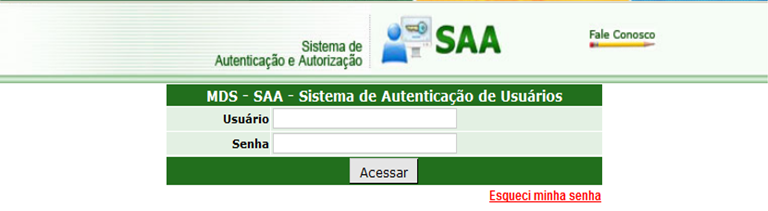 Sistema de
Autenticação e Autorização
SAA
Fale Conosco
MDS - SAA - Sistema de Autenticação de Usuários
Usuário
Senha
Acessar
Esqueci minha senha